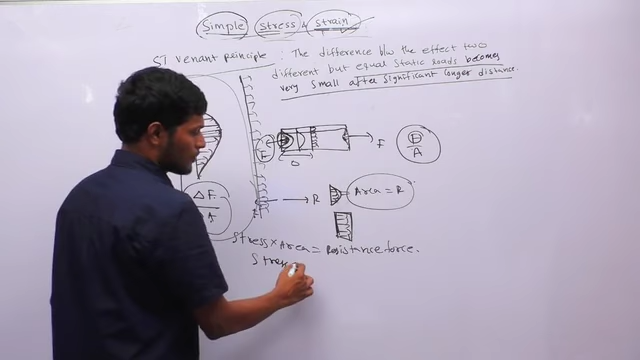 Simple stress & strain
ST venant principle : The difference b/w the effect two
different but equal static loads becomes
very small after significant longer distance
F
F
D
P
A
ΔF
A
R
Area = R
Stress × Area = Resistance force.
Stress